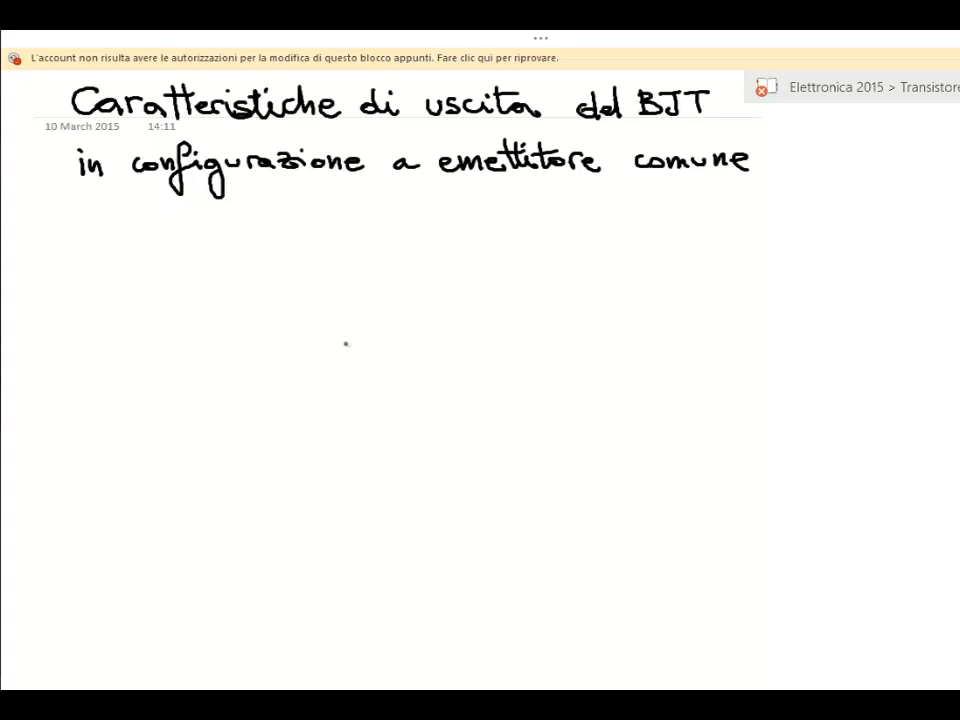 ...
L'account non risulta avere le autorizzazioni per la modifica di questo blocco appunti. Fare clic qui per riprovare.
Elettronica 2015 > Transistore
Caratteristiche di uscita del BJT
10 March 2015 14:11
in configurazione a emettitore comune